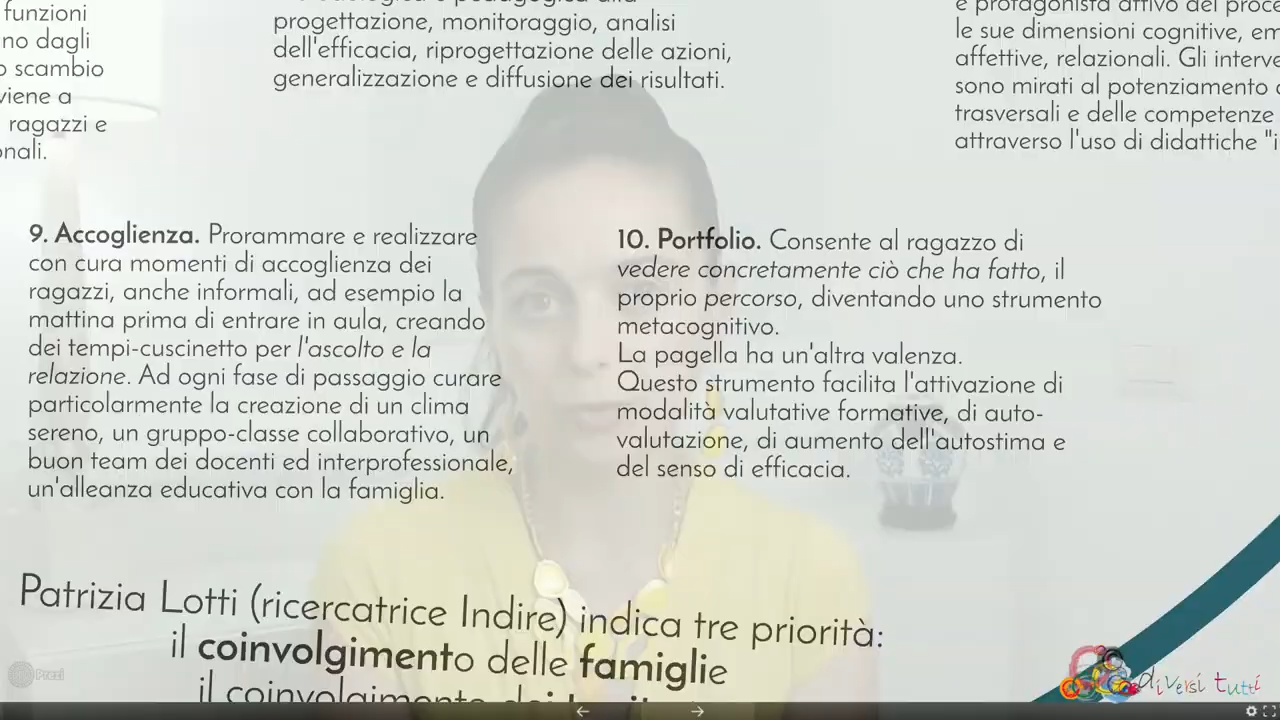 funzioni
no dagli
o scambio
viene a
ragazzi e
onali.
progettazione, monitoraggio, analisi
dell'efficacia, riprogettazione delle azioni,
generalizzazione e diffusione dei risultati.
e protagonista attivo del proce
le sue dimensioni cognitive, em
affettive, relazionali. Gli interve
sono mirati al potenziamento
trasversali e delle competenze
attraverso l'uso di didattiche "i
9. Accoglienza. Prorammare e realizzare
con cura momenti di accoglienza dei
ragazzi, anche informali, ad esempio la
mattina prima di entrare in aula, creando
dei tempi-cuscinetto per l'ascolto e la
relazione. Ad ogni fase di passaggio curare
particolarmente la creazione di un clima
sereno, un gruppo-classe collaborativo, un
buon team dei docenti ed interprofessionale,
un'alleanza educativa con la famiglia.
10. Portfolio. Consente al ragazzo di
vedere concretamente ciò che ha fatto, il
proprio percorso, diventando uno strumento
metacognitivo.
La pagella ha un'altra valenza.
Questo strumento facilita l'attivazione di
modalità valutative formative, di auto-
valutazione, di aumento dell'autostima e
del senso di efficacia.
Patrizia Lotti (ricercatrice Indire) indica tre priorità:
il coinvolgimento delle famiglie
il coinvolgimento dei
Prezi
diversi tutti